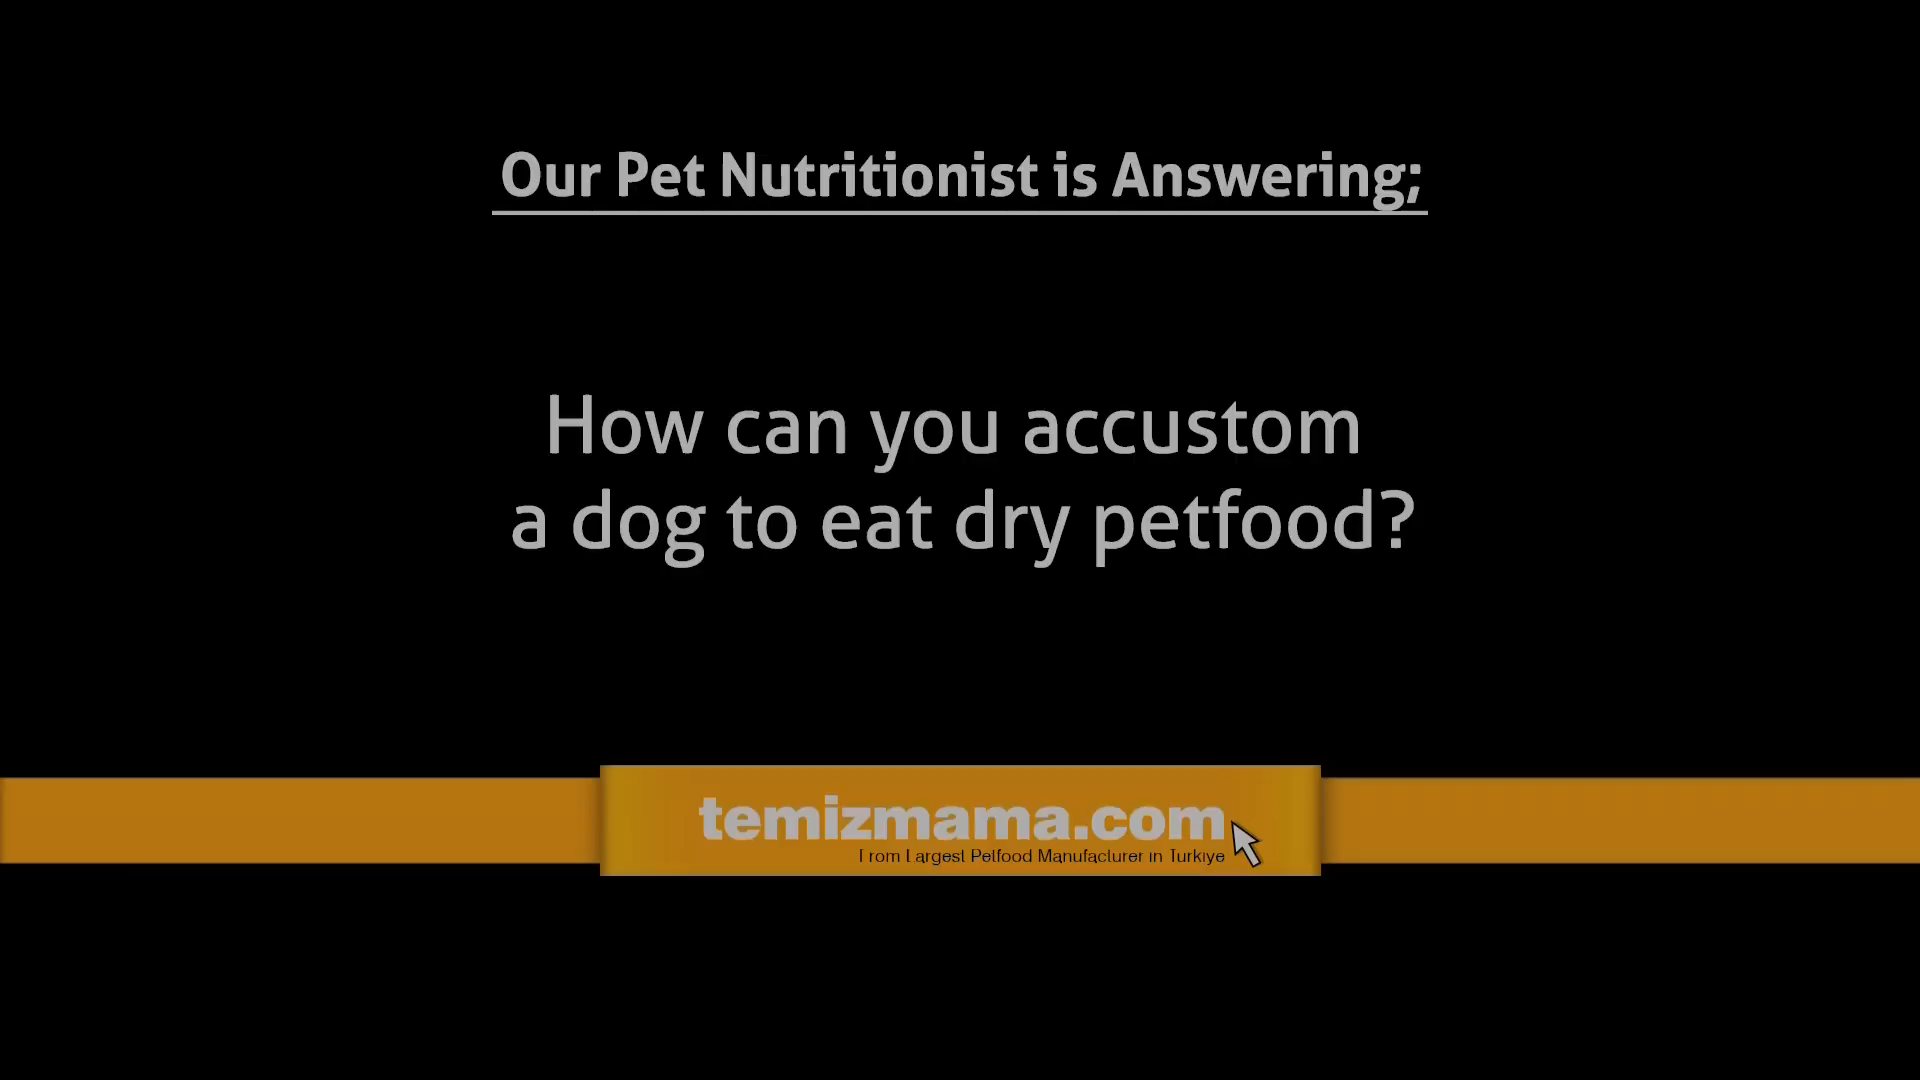 Our Pet Nutritionist is Answering;
How can you accustom
a dog to eat dry petfood?
temizmama.com
From Largest Petfood Manufacturer in Turkiye